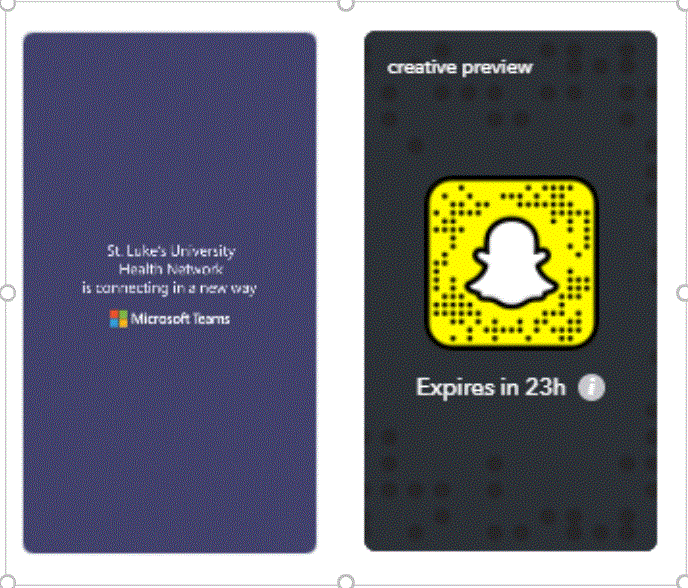 St. Luke's University
Health Network
is connecting in a new way
Microsoft Teams
creative preview
Expires in 23h i